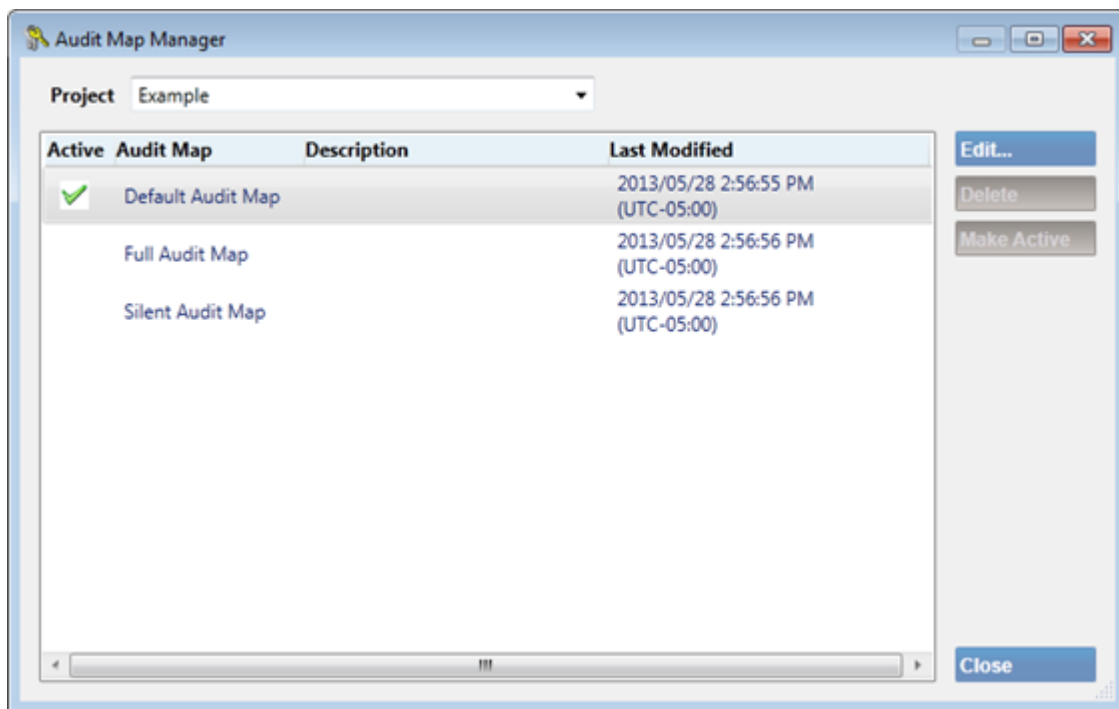 Audit Map Manager
Project Example
Active Audit Map Description Last Modified
Default Audit Map 2013/05/28 2:56:55 PM
(UTC-05:00)
Full Audit Map 2013/05/28 2:56:56 PM
(UTC-05:00)
Silent Audit Map 2013/05/28 2:56:56 PM
(UTC-05:00)
Edit...
Delete
Make Active
Close